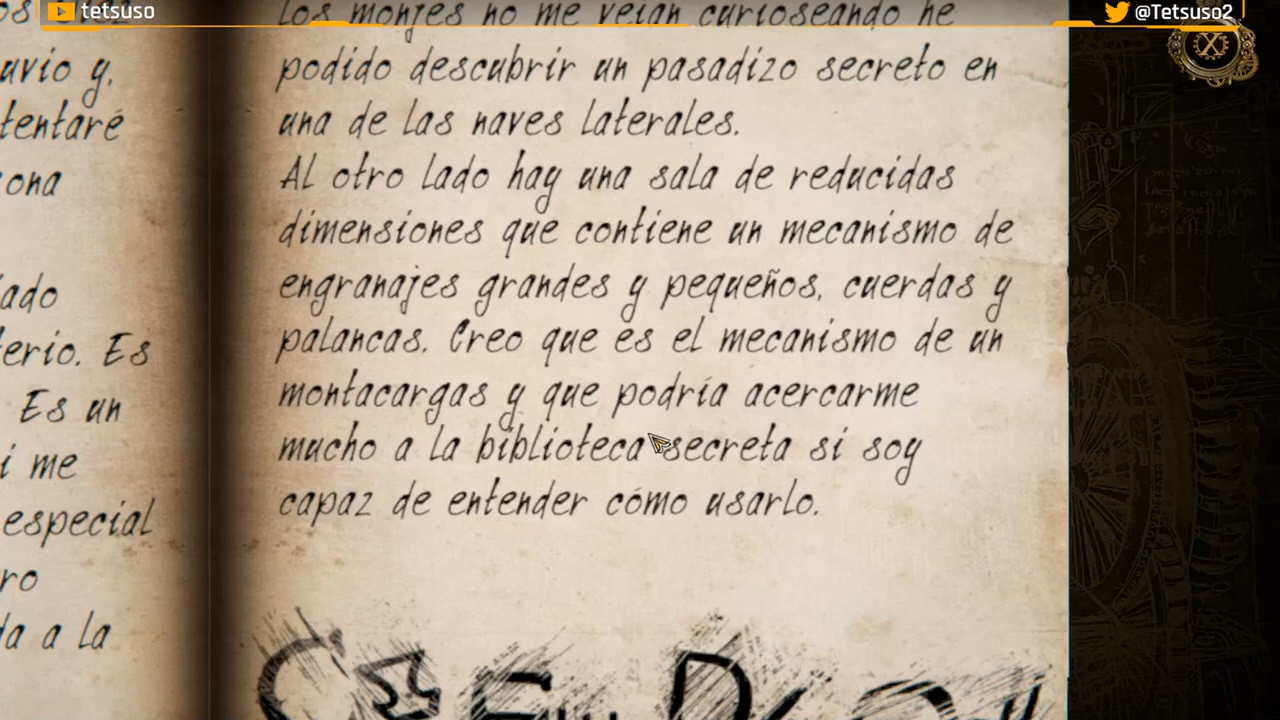 tetsuso
@Tetsuso2
los monjes no me veían curioseando he
podido descubrir un pasadizo secreto en
una de las naves laterales.
Al otro lado hay una sala de reducidas
dimensiones que contiene un mecanismo de
engranajes grandes y pequeños, cuerdas y
palancas. Creo que es el mecanismo de un
montacargas y que podría acercarme
mucho a la biblioteca secreta si soy
capaz de entender cómo usarlo.
y,
ona
ado
erio. Es
Es un
i me
especial
ro
a la